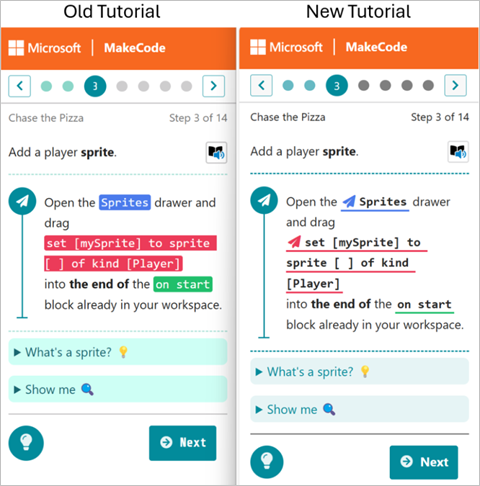 Old Tutorial
Microsoft | MakeCode
3
Chase the Pizza Step 3 of 14
Add a player sprite.
Open the Sprites drawer and
drag
set [mySprite] to sprite
[ ] of kind [Player]
into the end of the on start
block already in your workspace.
What's a sprite?
Show me
Next
New Tutorial
Microsoft | MakeCode
3
Chase the Pizza Step 3 of 14
Add a player sprite.
Open the Sprites drawer
and drag
set [mySprite] to
sprite [ ] of kind
[Player]
into the end of the on start
block already in your workspace.
What's a sprite?
Show me
Next